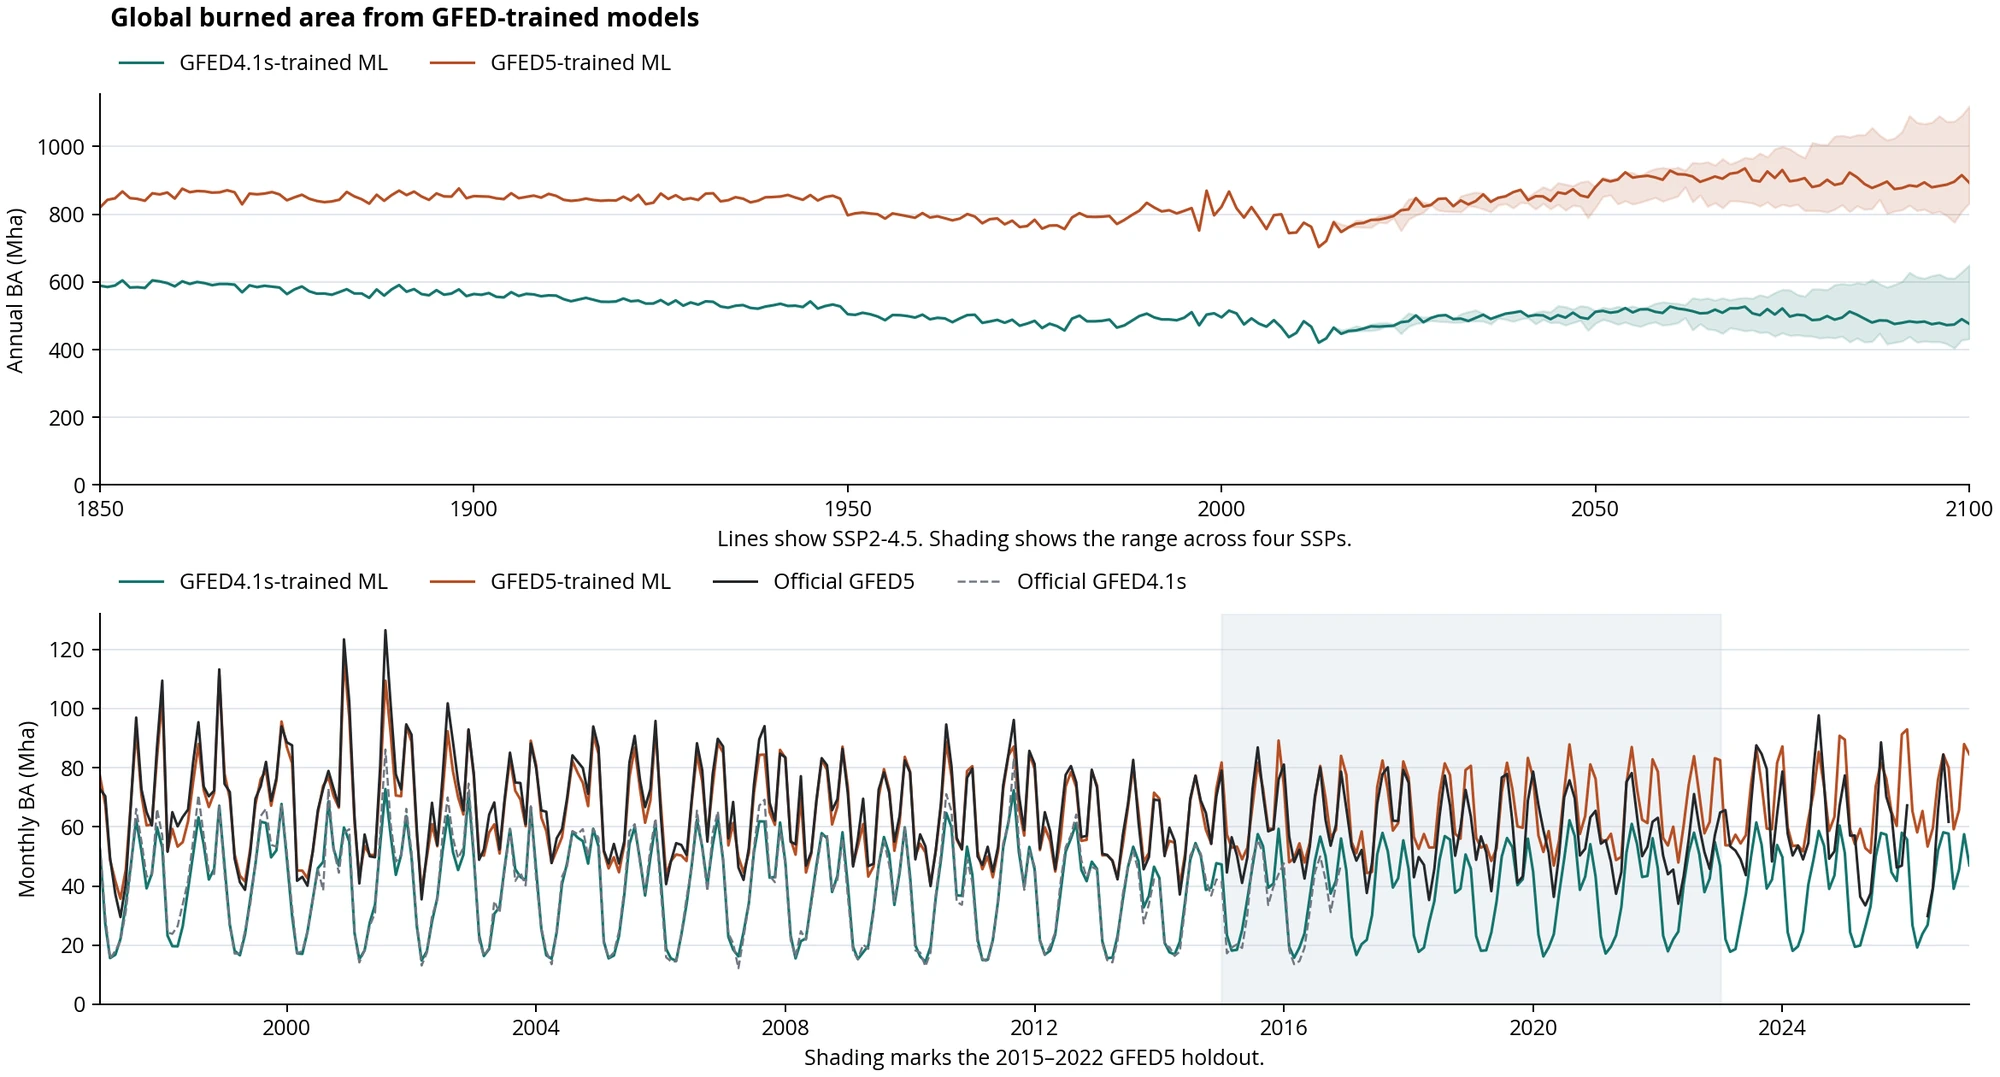 Global burned area from GFED-trained models
GFED4.1s-trained ML GFED5-trained ML
Annual BA (Mha)
1000
800
600
400
200
0
1850 1900 1950 2000 2050 2100
Lines show SSP2-4.5. Shading shows the range across four SSPs.
GFED4.1s-trained ML GFED5-trained ML Official GFED5 Official GFED4.1s
Monthly BA (Mha)
120
100
80
60
40
20
0
2000 2004 2008 2012 2016 2020 2024
Shading marks the 2015–2022 GFED5 holdout.